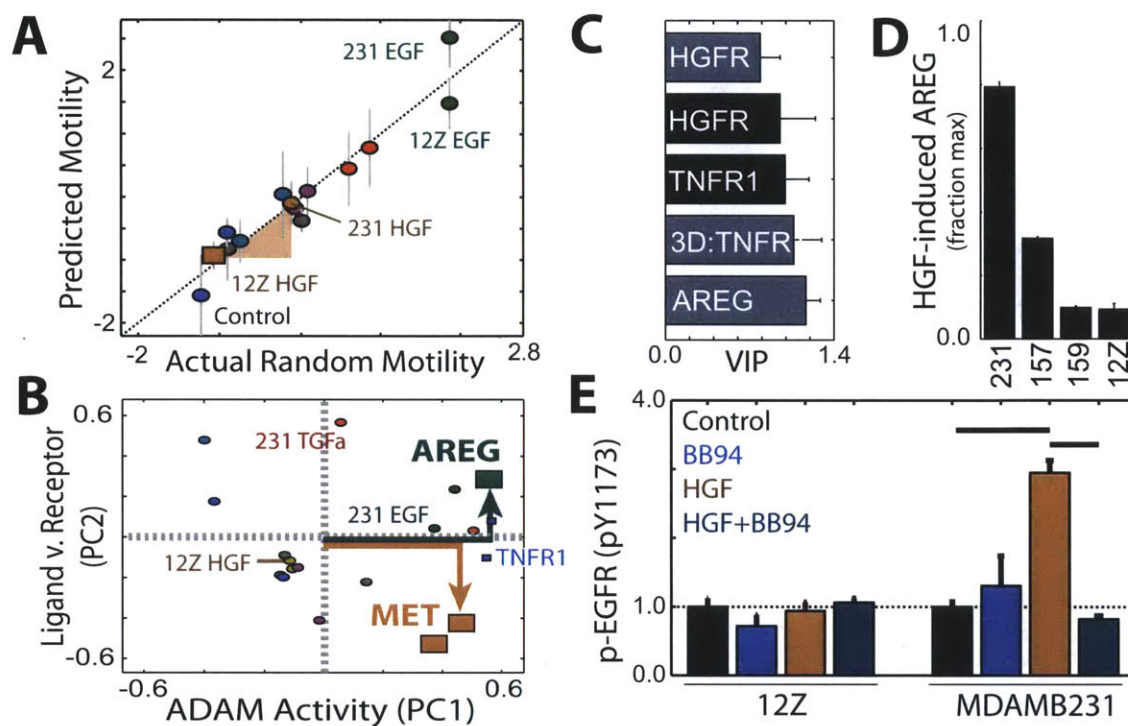 A
Predicted Motility
2
-2
231 EGF
12Z EGF
231 HGF
12Z HGF
Control
-2
2.8
Actual Random Motility
B
Ligand v. Receptor
(PC2)
0.6
-0.6
231 TGFa
AREG
231 EGF
TNFR1
12Z HGF
MET
-0.6
0.6
ADAM Activity (PC1)
C
HGFR
HGFR
TNFR1
3D:TNFR
AREG
0.0
1.4
VIP
D
HGF-induced AREG
(fraction max)
1.0
0.0
231
157
159
12Z
E
p-EGFR (pY1173)
4.0
1.0
0.0
Control
BB94
HGF
HGF+BB94
12Z
MDAMB231